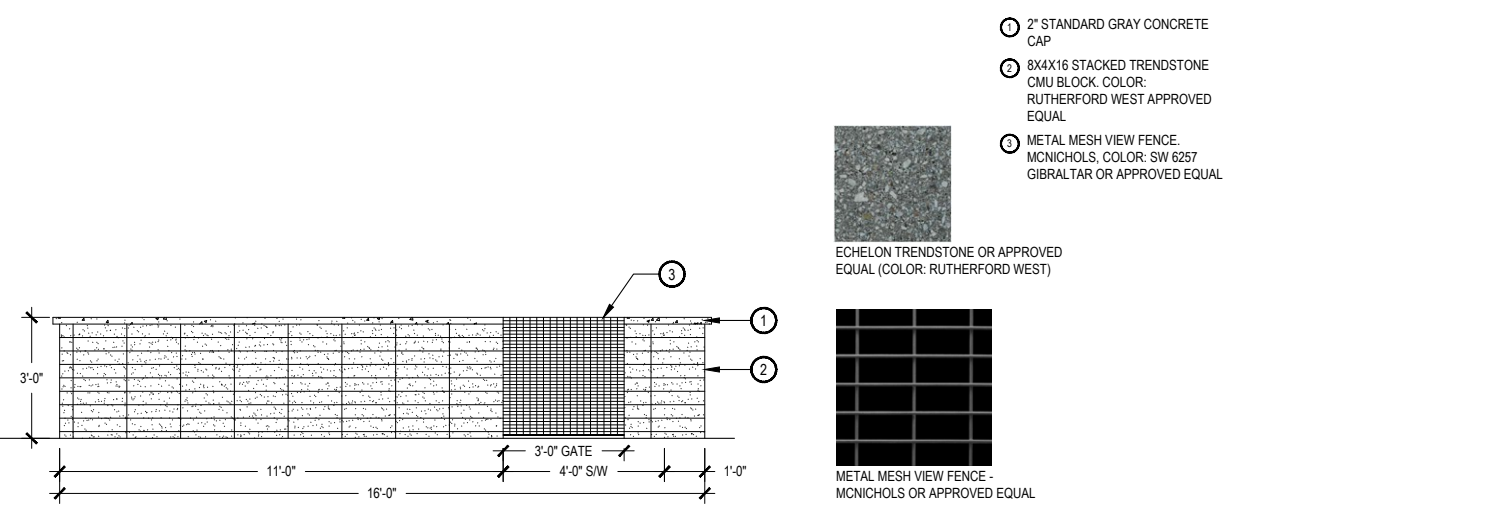 1 2" STANDARD GRAY CONCRETE
CAP
2 8X4X16 STACKED TRENDSTONE
CMU BLOCK. COLOR:
RUTHERFORD WEST APPROVED
EQUAL
3 METAL MESH VIEW FENCE.
MCNICHOLS, COLOR: SW 6257
GIBRALTAR OR APPROVED EQUAL
ECHELON TRENDSTONE OR APPROVED
EQUAL (COLOR: RUTHERFORD WEST)
3
1
2
3'-0"
3'-0" GATE
11'-0"
4'-0" S/W
1'-0"
16'-0"
METAL MESH VIEW FENCE -
MCNICHOLS OR APPROVED EQUAL